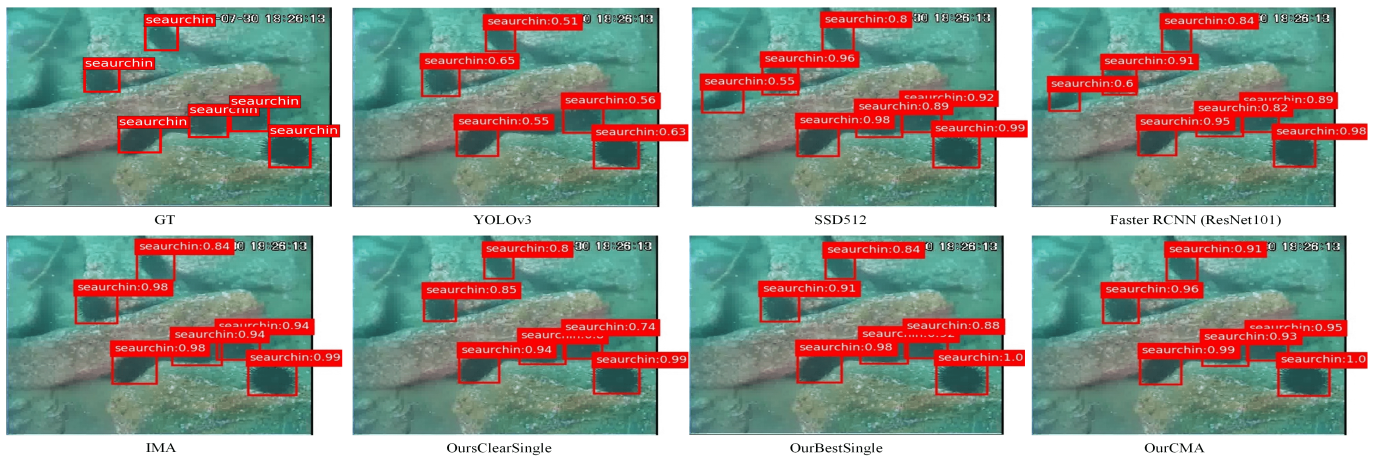 seaurchin -07-30 18:26:13
seaurchin
seaurchin
seaurchin
seaurchin
seaurchin
GT
seaurchin:0.51 0 18:26:13
seaurchin:0.65
seaurchin:0.56
seaurchin:0.55
seaurchin:0.63
YOLOv3
seaurchin:0.8 0 18:26:13
seaurchin:0.96
seaurchin:0.55
seaurchin:0.92
seaurchin:0.89
seaurchin:0.98
seaurchin:0.99
SSD512
seaurchin:0.84 0 18:26:13
seaurchin:0.91
seaurchin:0.6
seaurchin:0.89
seaurchin:0.82
seaurchin:0.95
seaurchin:0.98
Faster RCNN (ResNet101)
seaurchin:0.84 30 18:26:13
seaurchin:0.98
seaurchin:0.94
seaurchin:0.94
seaurchin:0.98
seaurchin:0.99
IMA
seaurchin:0.8 0 18:26:13
seaurchin:0.85
seaurchin:0.74
seaurchin
seaurchin:0.94
seaurchin:0.99
OursClearSingle
seaurchin:0.84 0 18:26:13
seaurchin:0.91
seaurchin:0.88
seaurchin
seaurchin:0.98
seaurchin:1.0
OurBestSingle
seaurchin:0.91 0 18:26:13
seaurchin:0.96
seaurchin:0.95
seaurchin:0.93
seaurchin:0.99
seaurchin:1.0
OurCMA